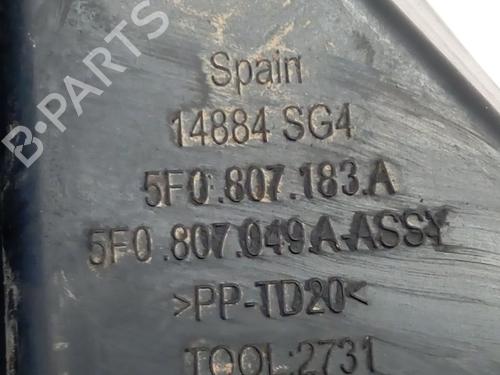 B-PARTS
Spain
14884 SG4
5F0.807.183.A
5F0.807.049.A-ASSY
>PP-TD20<
TOOL:2731